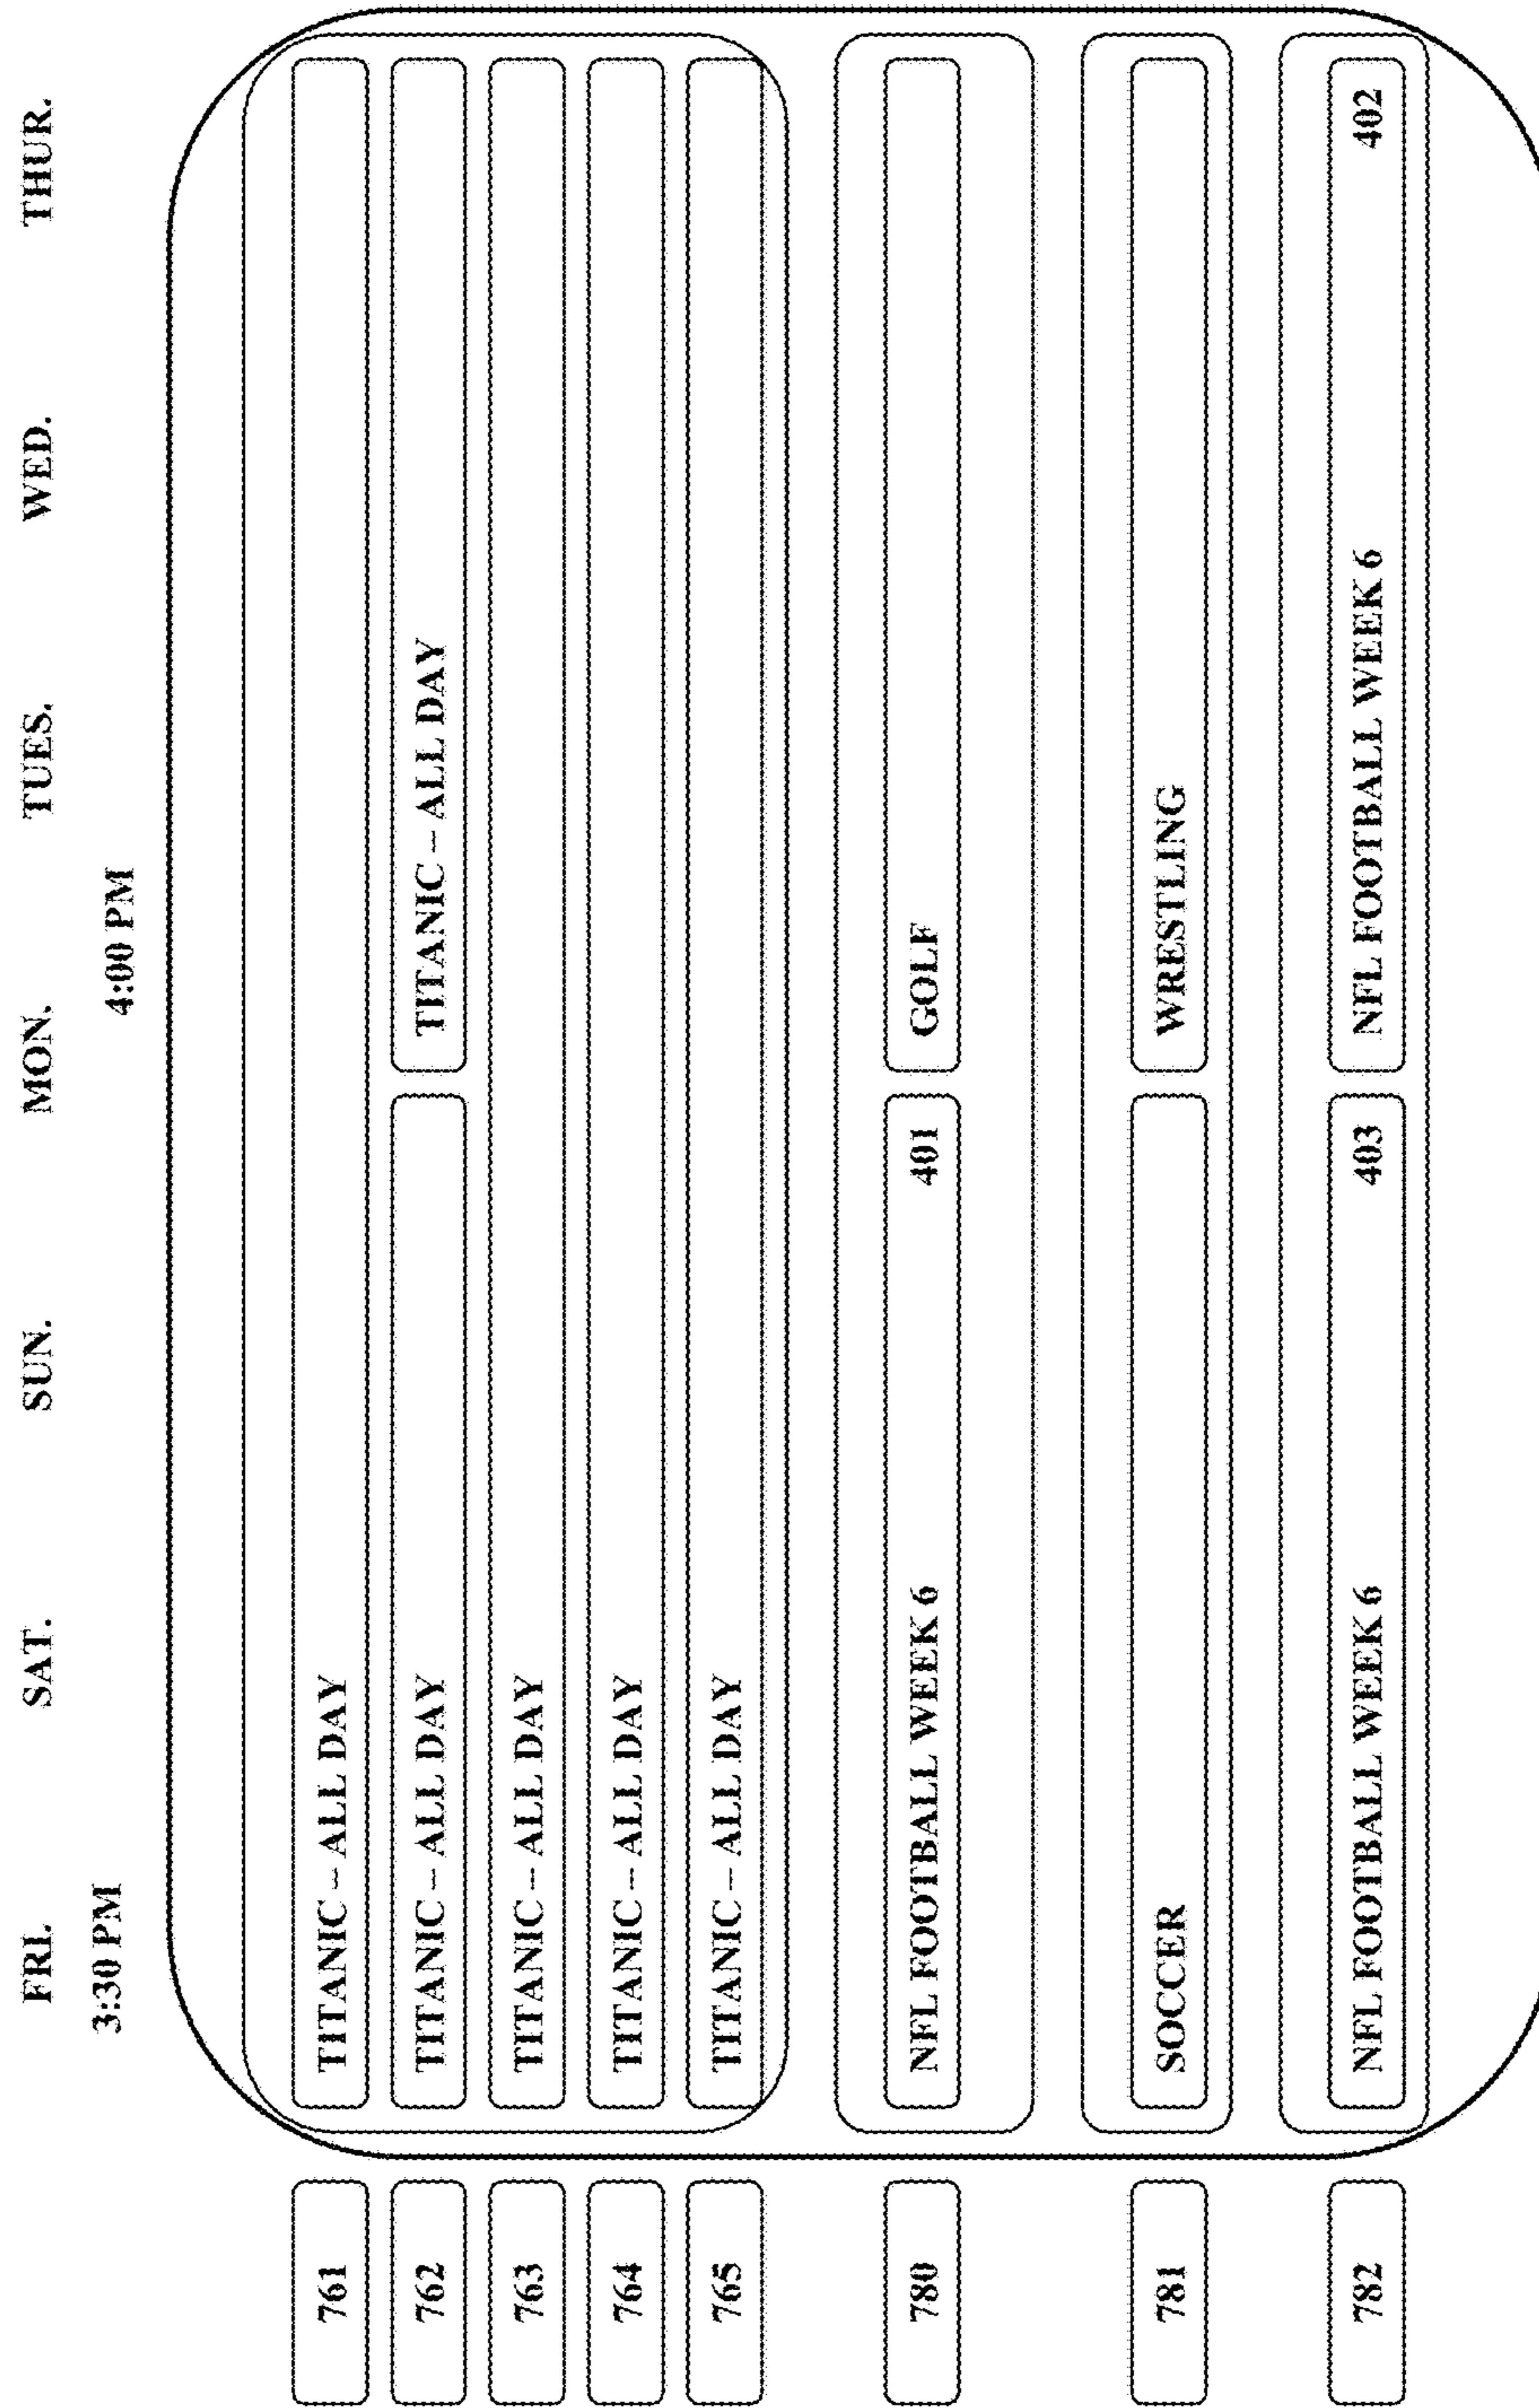 FRI. SAT. SUN. MON. TUES. WED. THUR.
3:30 PM 4:00 PM
761 TITANIC – ALL DAY
762 TITANIC – ALL DAY TITANIC – ALL DAY
763 TITANIC – ALL DAY
764 TITANIC – ALL DAY
765 TITANIC – ALL DAY
780 NFL FOOTBALL WEEK 6 401 GOLF
781 SOCCER WRESTLING
782 NFL FOOTBALL WEEK 6 403 NFL FOOTBALL WEEK 6 402